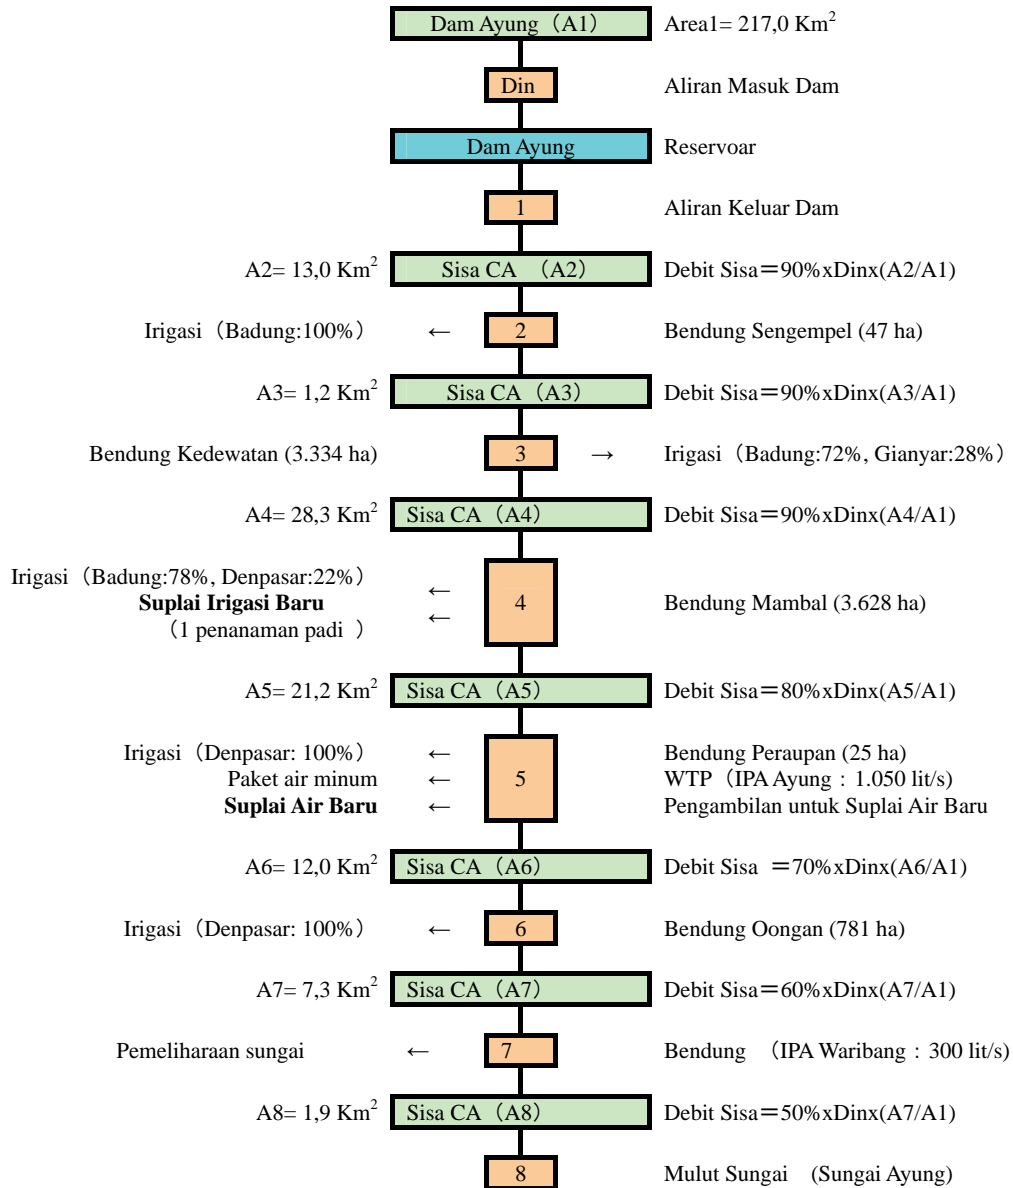 Dam Ayung（A1） Area1= 217,0 Km²
Din Aliran Masuk Dam
Dam Ayung Reservoar
1 Aliran Keluar Dam
A2= 13,0 Km² Sisa CA （A2） Debit Sisa＝90%xDinx(A2/A1)
Irigasi（Badung:100%） ← 2 Bendung Sengempel (47 ha)
A3= 1,2 Km² Sisa CA（A3） Debit Sisa＝90%xDinx(A3/A1)
Bendung Kedewatan (3.334 ha) 3 → Irigasi（Badung:72%, Gianyar:28%）
A4= 28,3 Km² Sisa CA（A4） Debit Sisa＝90%xDinx(A4/A1)
Irigasi（Badung:78%, Denpasar:22%） ←
Suplai Irigasi Baru ← 4 Bendung Mambal (3.628 ha)
（1 penanaman padi ）
A5= 21,2 Km² Sisa CA（A5） Debit Sisa＝80%xDinx(A5/A1)
Irigasi（Denpasar: 100%） ← Bendung Peraupan (25 ha)
Paket air minum ← 5 WTP（IPA Ayung：1.050 lit/s）
Suplai Air Baru ← Pengambilan untuk Suplai Air Baru
A6= 12,0 Km² Sisa CA（A6） Debit Sisa ＝70%xDinx(A6/A1)
Irigasi（Denpasar: 100%） ← 6 Bendung Oongan (781 ha)
A7= 7,3 Km² Sisa CA（A7） Debit Sisa＝60%xDinx(A7/A1)
Pemeliharaan sungai ← 7 Bendung （IPA Waribang：300 lit/s)
A8= 1,9 Km² Sisa CA（A8） Debit Sisa＝50%xDinx(A7/A1)
8 Mulut Sungai (Sungai Ayung)